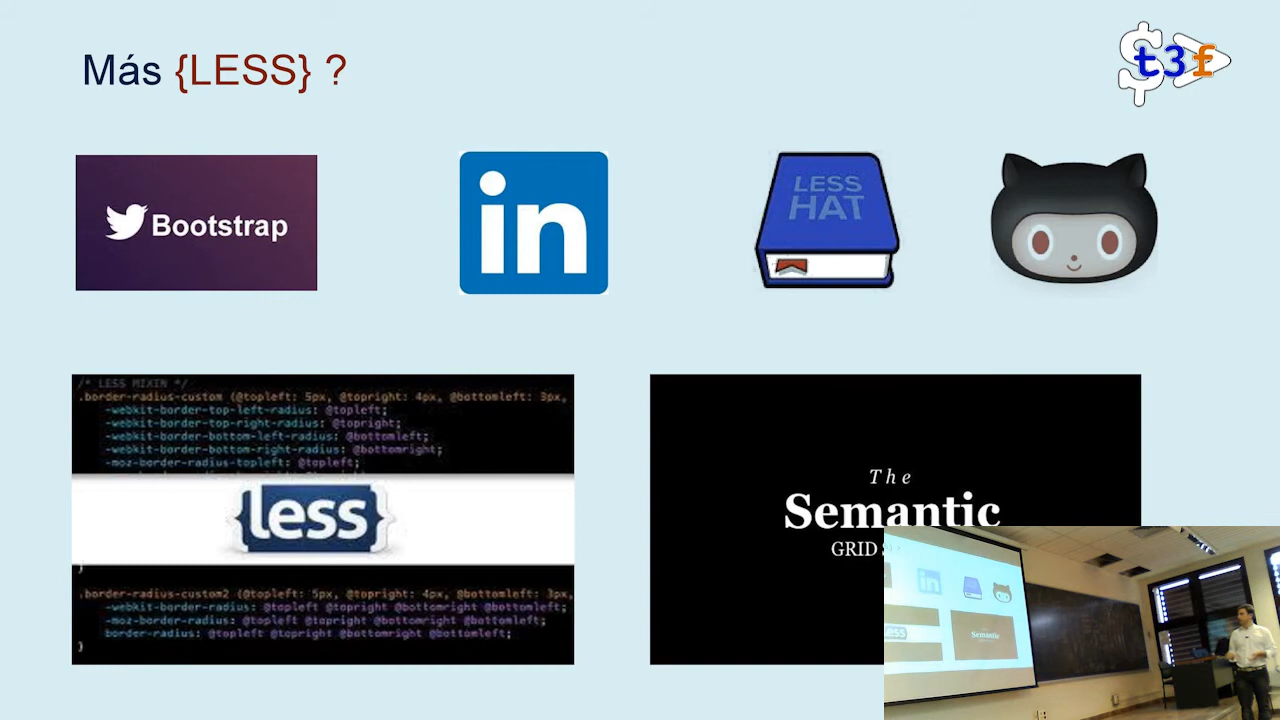 Más {LESS} ?
$t3f
Bootstrap
in
LESS
HAT
/* LESS MIXIN */
.border-radius-custom (@topleft: 5px, @topright: 4px, @bottomleft: 3px,
-webkit-border-top-left-radius: @topleft;
-webkit-border-top-right-radius: @topright;
-webkit-border-bottom-left-radius: @bottomleft;
-webkit-border-bottom-right-radius: @bottomright;
-moz-border-radius-topleft: @topleft;
{less}
}
.border-radius-custom2 (@topleft: 5px, @topright: 4px, @bottomleft: 3px,
-webkit-border-radius: @topleft @topright @bottomright @bottomleft;
-moz-border-radius: @topleft @topright @bottomright @bottomleft;
border-radius: @topleft @topright @bottomright @bottomleft;
}
The
Semantic
GRID
in
less
Semantic